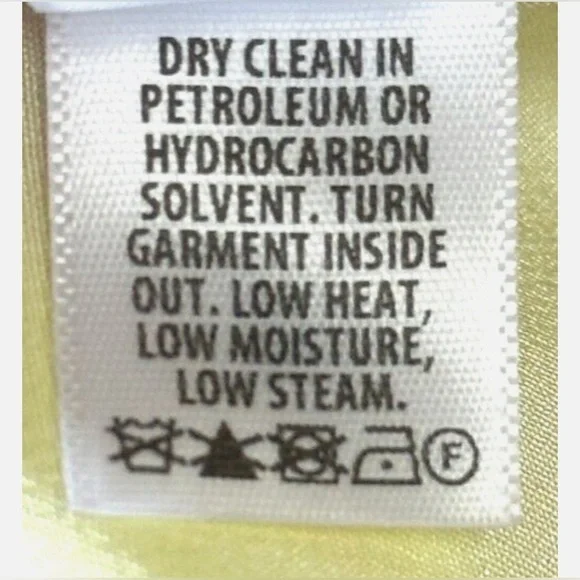 DRY CLEAN IN
PETROLEUM OR
HYDROCARBON
SOLVENT. TURN
GARMENT INSIDE
OUT. LOW HEAT,
LOW MOISTURE,
LOW STEAM.
F